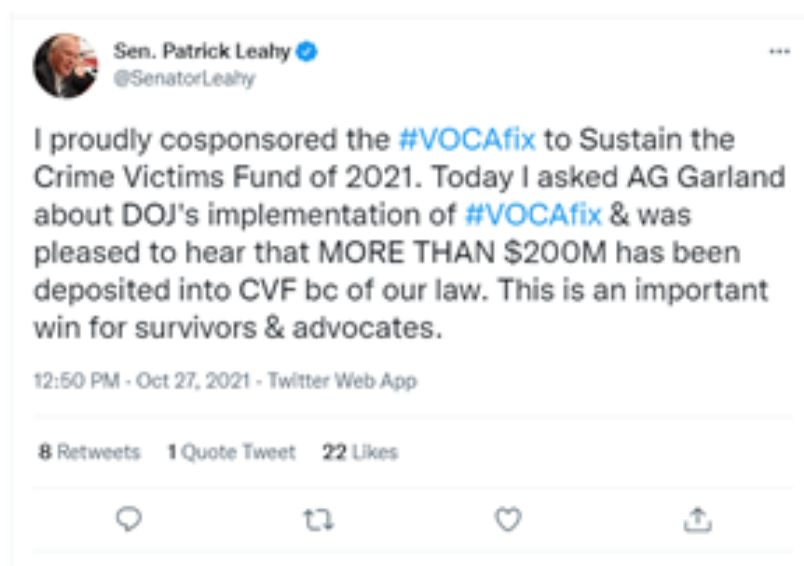 Sen. Patrick Leahy
@SenatorLeahy
I proudly cosponsored the #VOCAfix to Sustain the
Crime Victims Fund of 2021. Today I asked AG Garland
about DOJ's implementation of #VOCAfix & was
pleased to hear that MORE THAN $200M has been
deposited into CVF bc of our law. This is an important
win for survivors & advocates.
12:50 PM · Oct 27, 2021 · Twitter Web App
8 Retweets 1 Quote Tweet 22 Likes